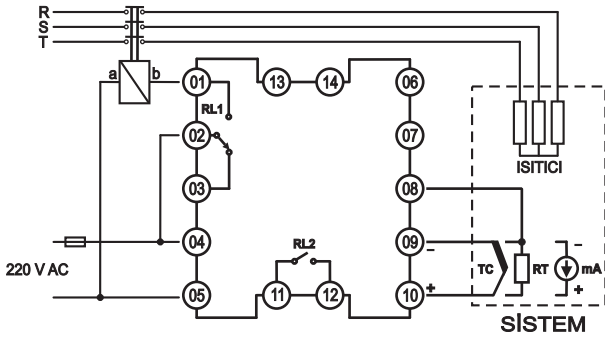 R
S
T
a
b
01
13
14
06
RL1
02
07
03
08
ISITICI
04
RL2
09
−
TC
RT
−
mA
+
220 V AC
05
11
12
10
+
SİSTEM